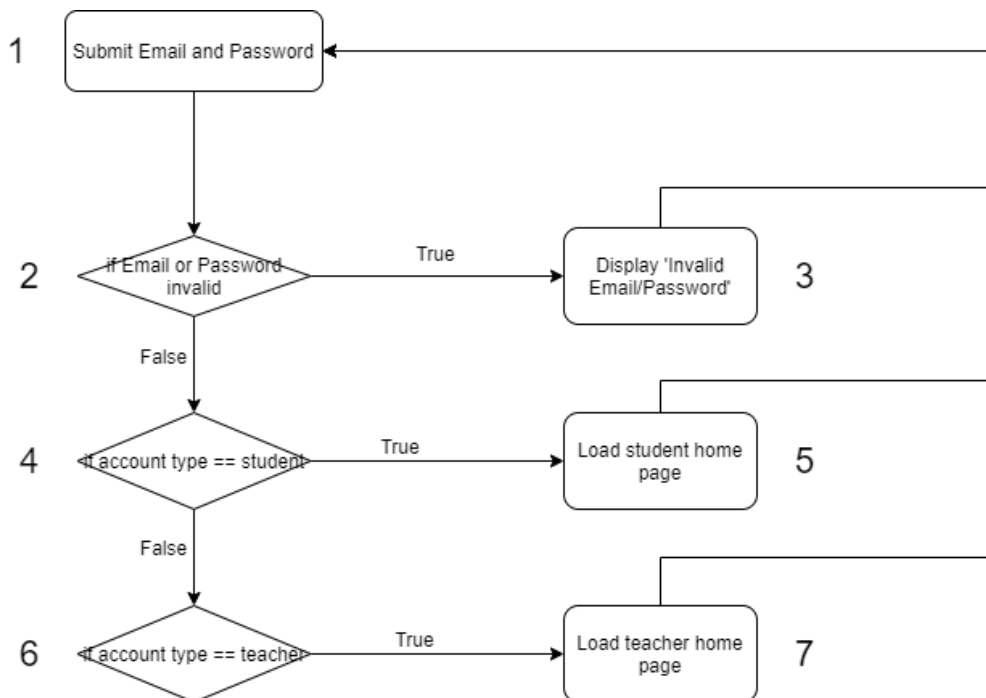 1
Submit Email and Password
2
if Email or Password
invalid
True
Display 'Invalid
Email/Password'
3
False
4
if account type == student
True
Load student home
page
5
False
6
if account type == teacher
True
Load teacher home
page
7